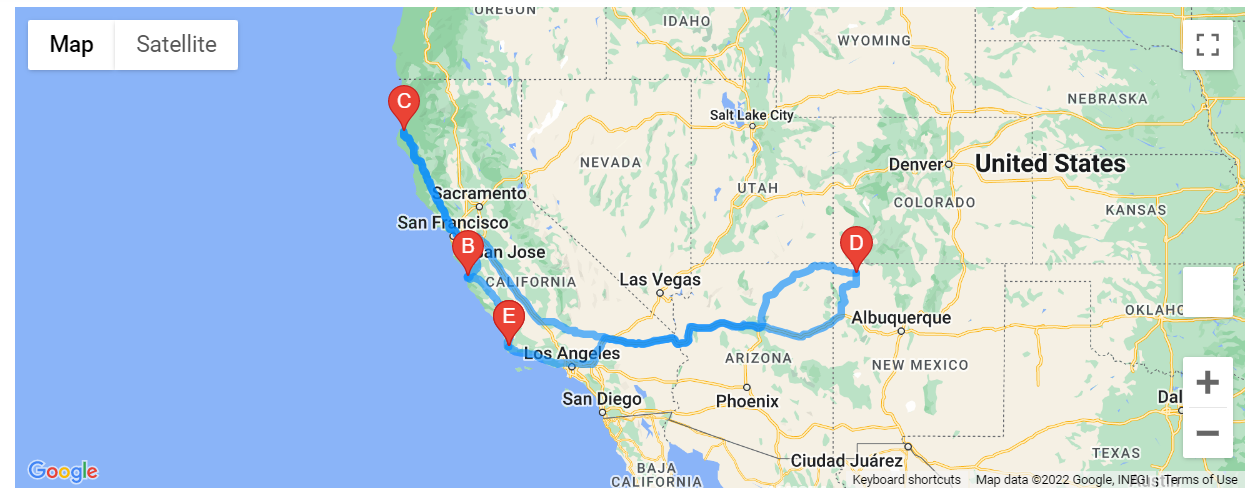 OREGON
IDAHO
Map
Satellite
WYOMING
NEBRASKA
C
Salt Lake City
NEVADA
Denver
United States
UTAH
Sacramento
COLORADO
KANSAS
San Francisco
B
San Jose
D
CALIFORNIA
Las Vegas
E
Albuquerque
OKLAHO
Los Angeles
ARIZONA
NEW MEXICO
San Diego
Phoenix
Dal
TEXAS
Ciudad Juárez
BAJA
CALIFORNIA
Google
Keyboard shortcuts
Map data ©2022 Google, INEGI
Terms of Use